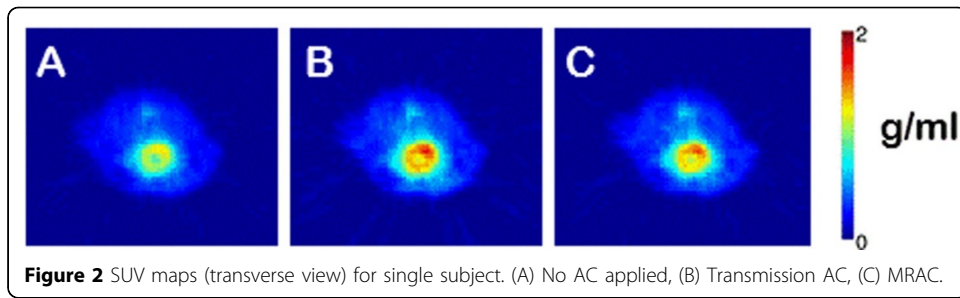 A
B
C
2
g/ml
0
Figure 2 SUV maps (transverse view) for single subject. (A) No AC applied, (B) Transmission AC, (C) MRAC.